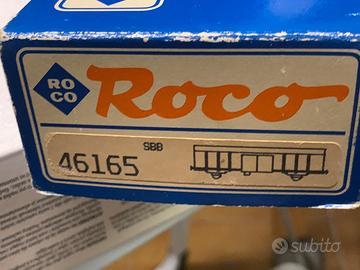 RO
CO
Roco
SBB
46165
subito